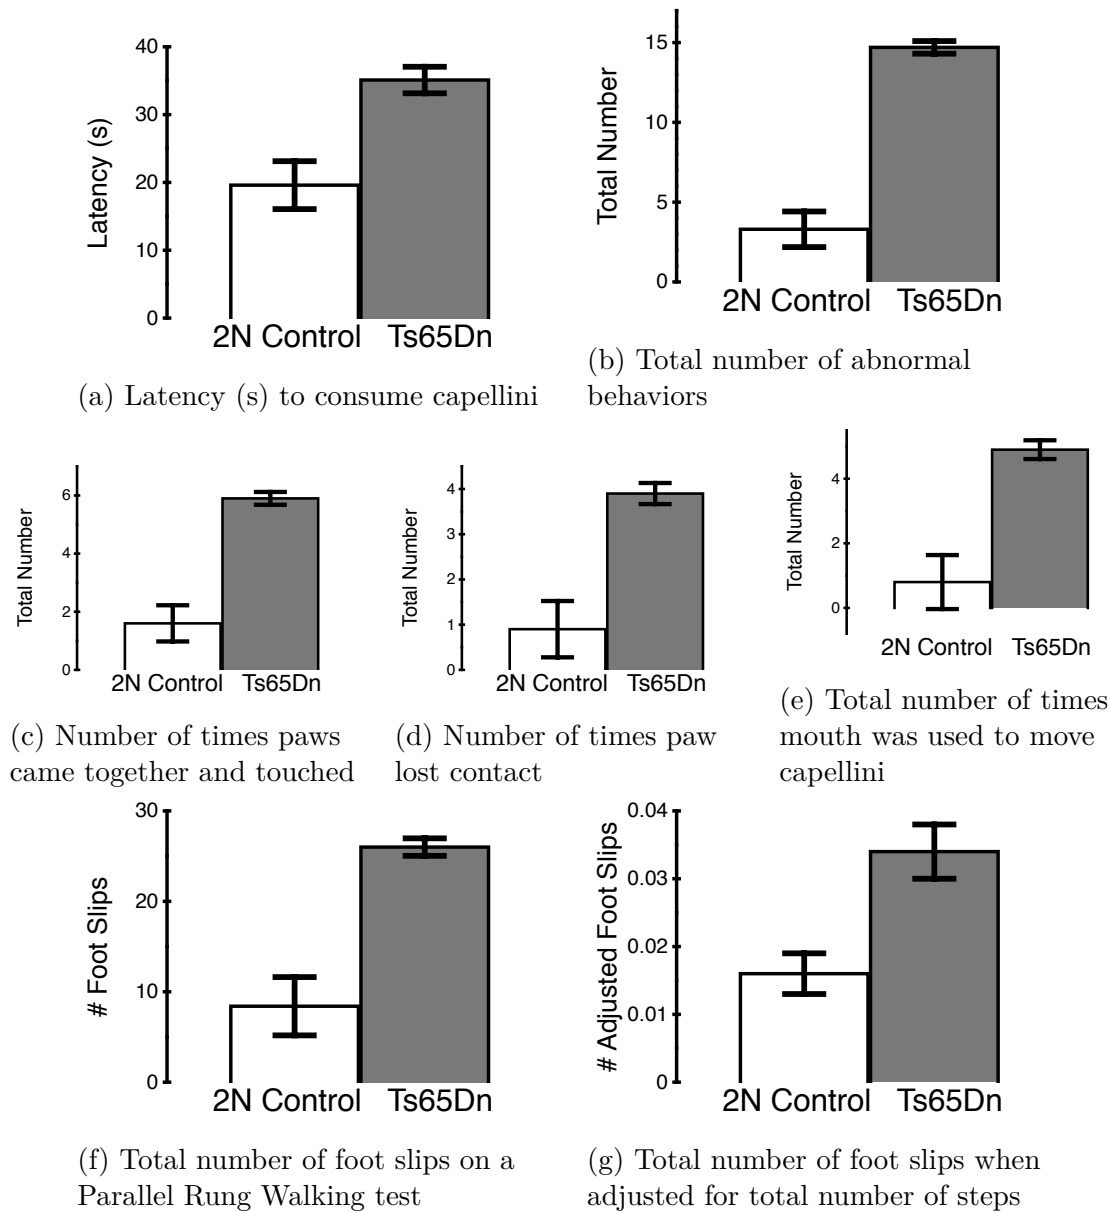 40
30
20
10
0
Latency (s)
2N Control Ts65Dn
(a) Latency (s) to consume capellini
15
10
5
0
Total Number
2N Control Ts65Dn
(b) Total number of abnormal
behaviors
6
4
2
0
Total Number
2N Control Ts65Dn
(c) Number of times paws
came together and touched
4
3
2
1
0
Total Number
2N Control Ts65Dn
(d) Number of times paw
lost contact
4
2
0
Total Number
2N Control Ts65Dn
(e) Total number of times
mouth was used to move
capellini
30
20
10
0
# Foot Slips
2N Control Ts65Dn
(f) Total number of foot slips on a
Parallel Rung Walking test
0.04
0.03
0.02
0.01
0
# Adjusted Foot Slips
2N Control Ts65Dn
(g) Total number of foot slips when
adjusted for total number of steps